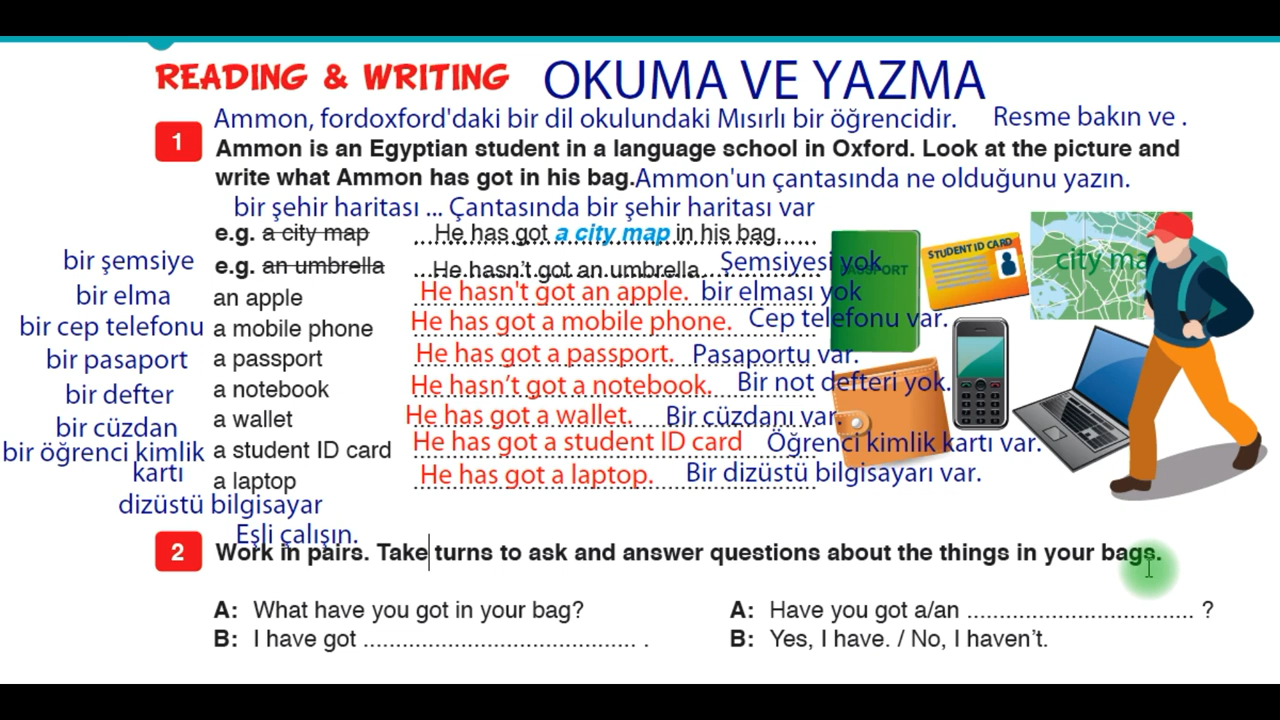 READING & WRITING OKUMA VE YAZMA
Ammon, fordoxford'daki bir dil okulundaki Mısırlı bir öğrencidir. Resme bakın ve .
1 Ammon is an Egyptian student in a language school in Oxford. Look at the picture and
write what Ammon has got in his bag. Ammon'un çantasında ne olduğunu yazın.
bir şehir haritası ... Çantasında bir şehir haritası var
e.g. a city map He has got a city map in his bag.
bir şemsiye e.g. an umbrella He hasn't got an umbrella. Şemsiyesi yok
bir elma an apple He hasn't got an apple. bir elması yok
bir cep telefonu a mobile phone He has got a mobile phone. Cep telefonu var.
bir pasaport a passport He has got a passport. Pasaportu var.
bir defter a notebook He hasn't got a notebook. Bir not defteri yok.
bir cüzdan a wallet He has got a wallet. Bir cüzdanı var.
bir öğrenci kimlik a student ID card He has got a student ID card Öğrenci kimlik kartı var.
kartı a laptop He has got a laptop. Bir dizüstü bilgisayarı var.
dizüstü bilgisayar
PASSPORT
STUDENT ID CARD
city ma
Eşli çalışın.
2 Work in pairs. Take turns to ask and answer questions about the things in your bags.
A: What have you got in your bag? A: Have you got a/an ................................... ?
B: I have got .......................................... . B: Yes, I have. / No, I haven't.